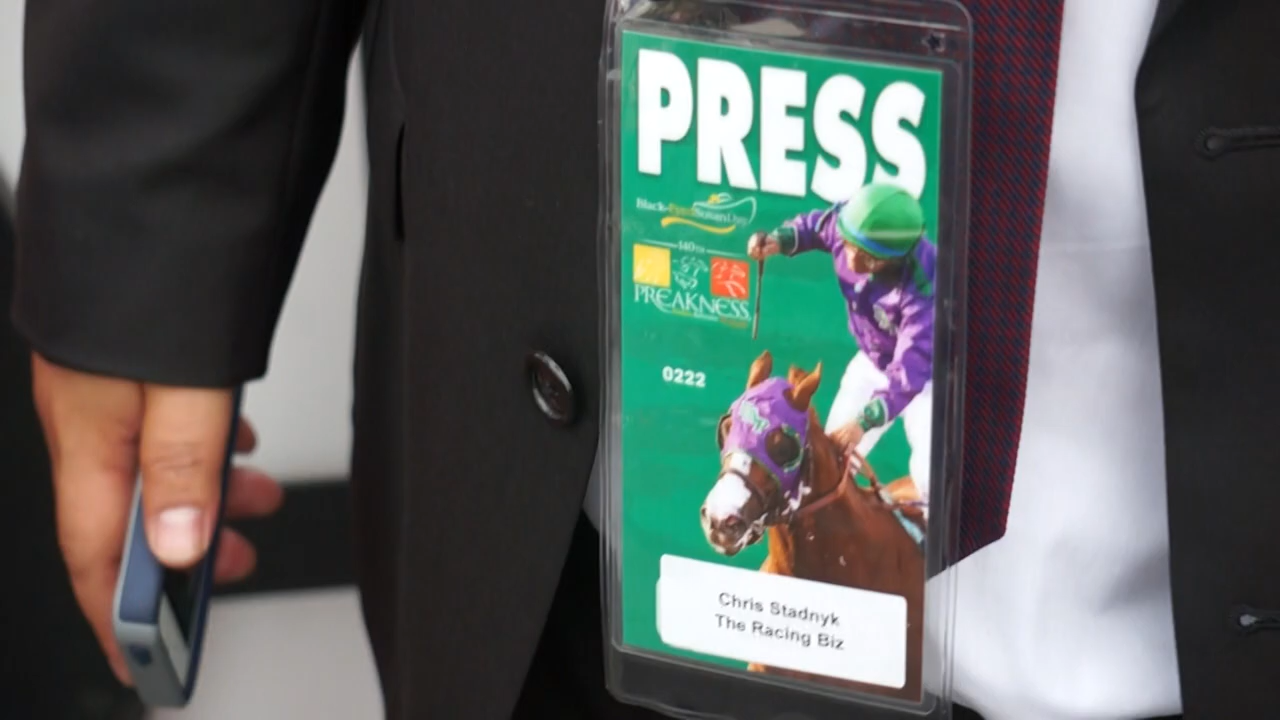 PRESS
Black-Eyed Susan Day
140TH
PREAKNESS
0222
Chris Stadnyk
The Racing Biz